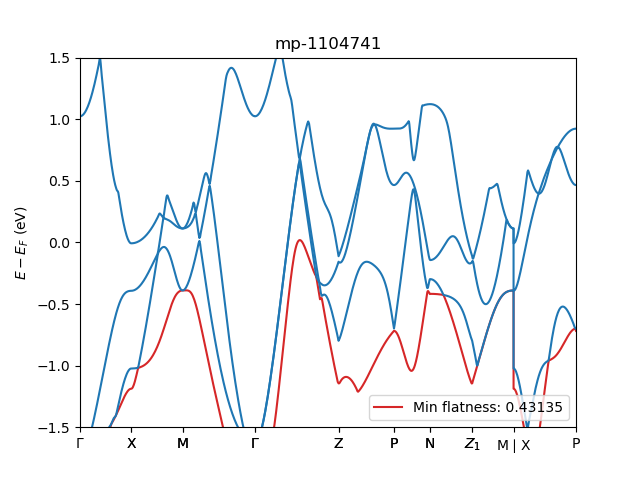 mp-1104741
E − E_F (eV)
1.5
1.0
0.5
0.0
−0.5
−1.0
−1.5
Min flatness: 0.43135
Γ X M Γ Z P N Z₁ M | X P